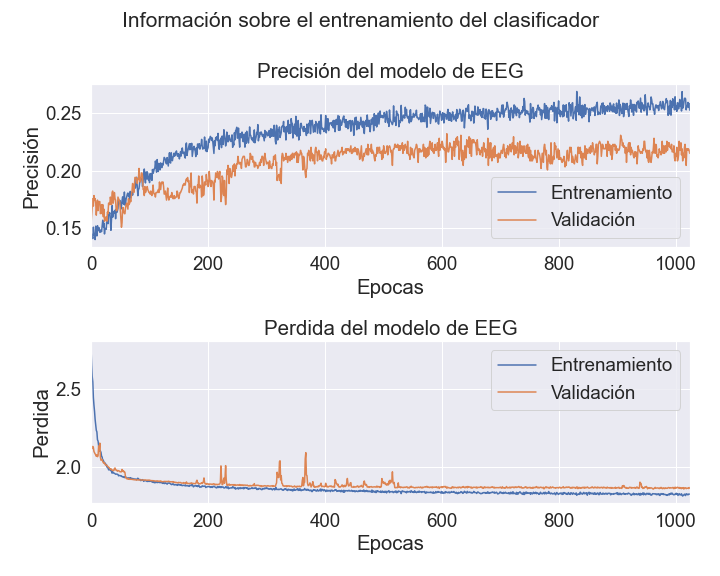 Información sobre el entrenamiento del clasificador
Precisión del modelo de EEG
Precisión
0.25
0.20
0.15
Entrenamiento
Validación
0 200 400 600 800 1000
Epocas
Perdida del modelo de EEG
Perdida
2.5
2.0
Entrenamiento
Validación
0 200 400 600 800 1000
Epocas